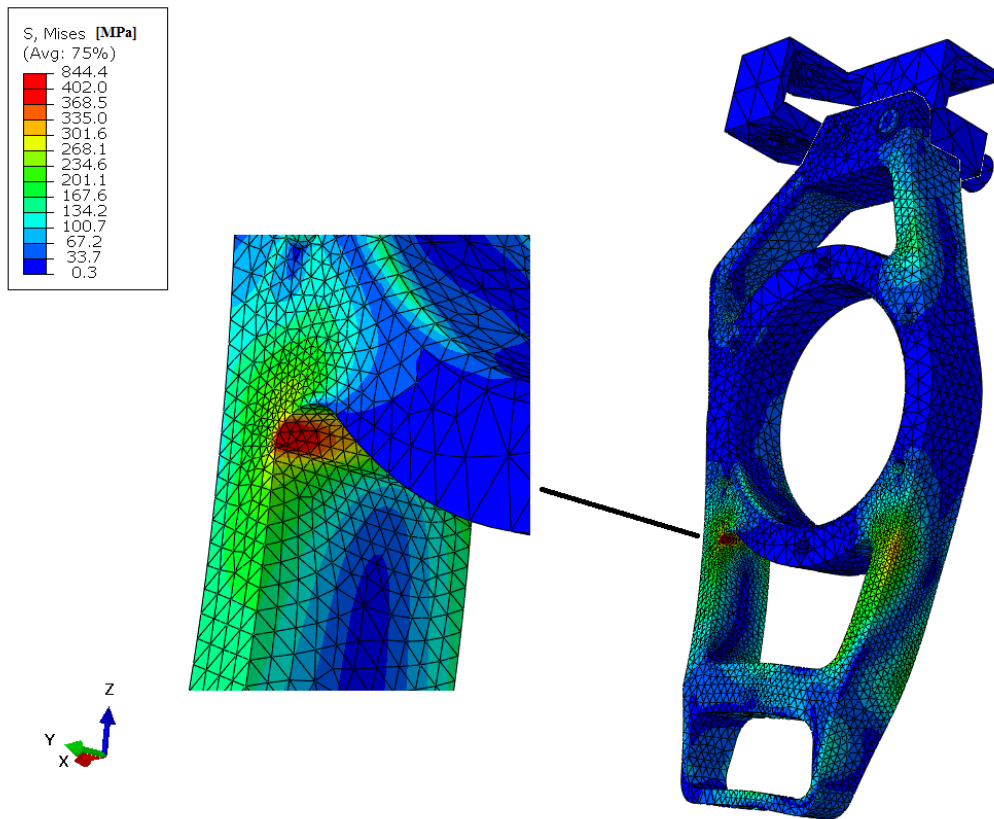 S, Mises [MPa]
(Avg: 75%)
844.4
402.0
368.5
335.0
301.6
268.1
234.6
201.1
167.6
134.2
100.7
67.2
33.7
0.3
Z
Y
X